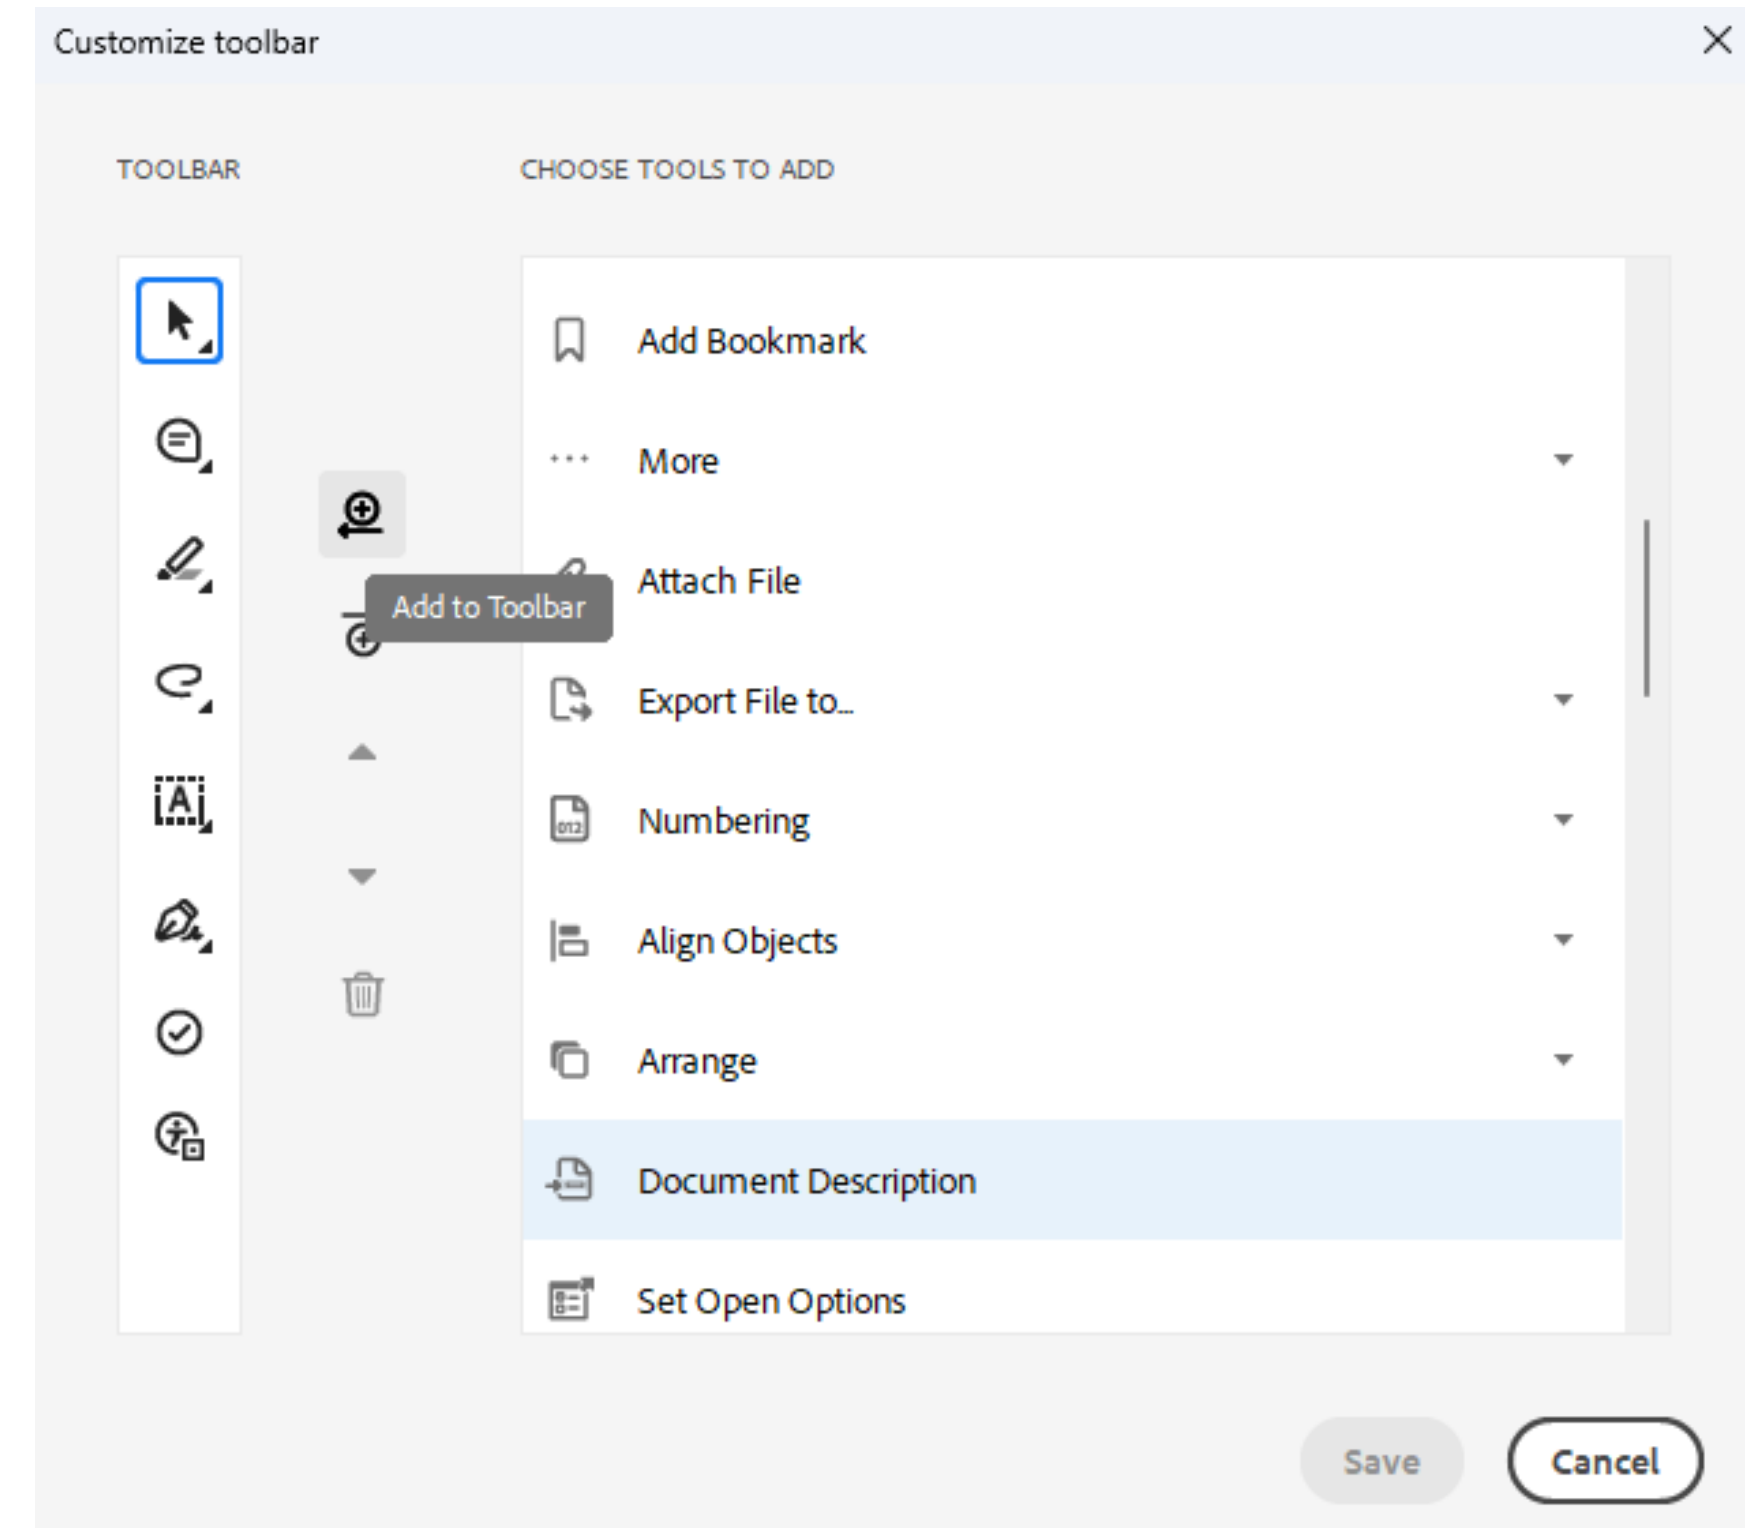 Customize toolbar
TOOLBAR
CHOOSE TOOLS TO ADD
Add Bookmark
More
Attach File
Add to Toolbar
Export File to...
012
Numbering
A
Align Objects
Arrange
Document Description
Set Open Options
Save
Cancel